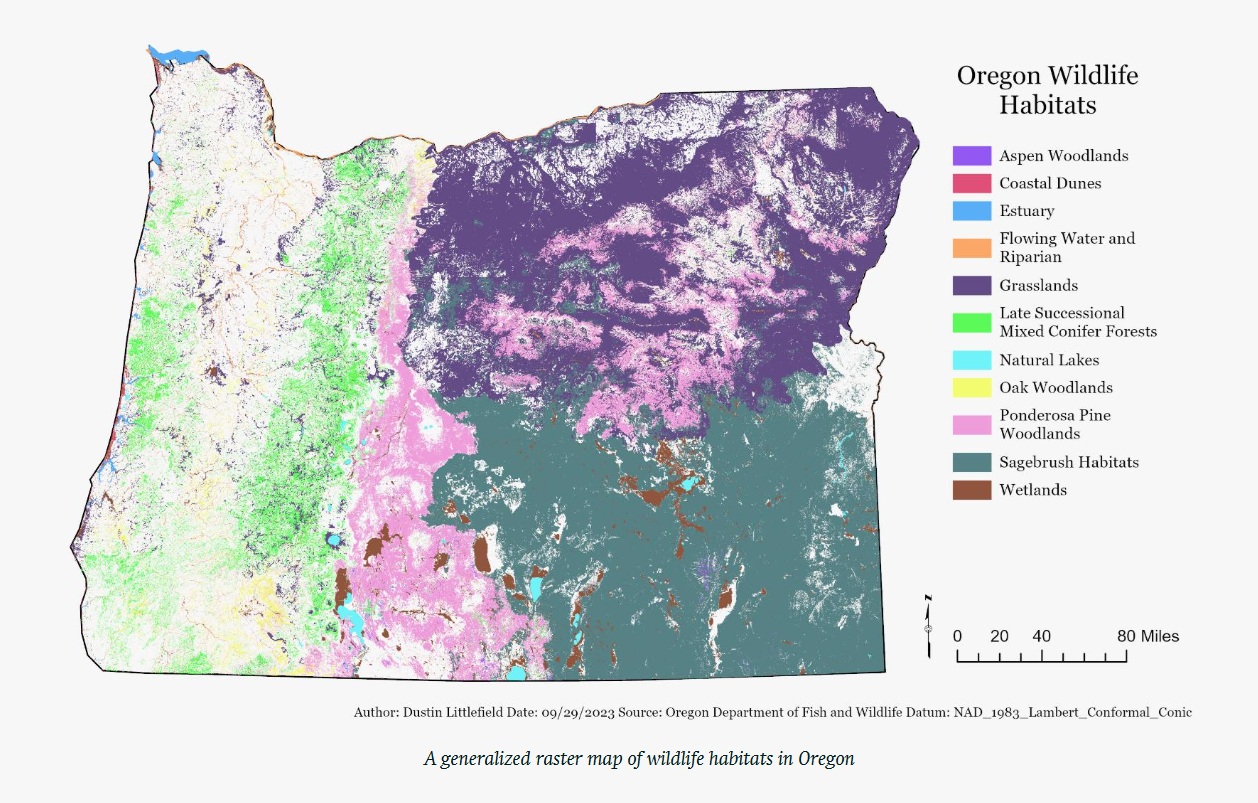 Oregon Wildlife
Habitats
Aspen Woodlands
Coastal Dunes
Estuary
Flowing Water and
Riparian
Grasslands
Late Successional
Mixed Conifer Forests
Natural Lakes
Oak Woodlands
Ponderosa Pine
Woodlands
Sagebrush Habitats
Wetlands
N
0 20 40 80 Miles
Author: Dustin Littlefield Date: 09/29/2023 Source: Oregon Department of Fish and Wildlife Datum: NAD_1983_Lambert_Conformal_Conic
A generalized raster map of wildlife habitats in Oregon